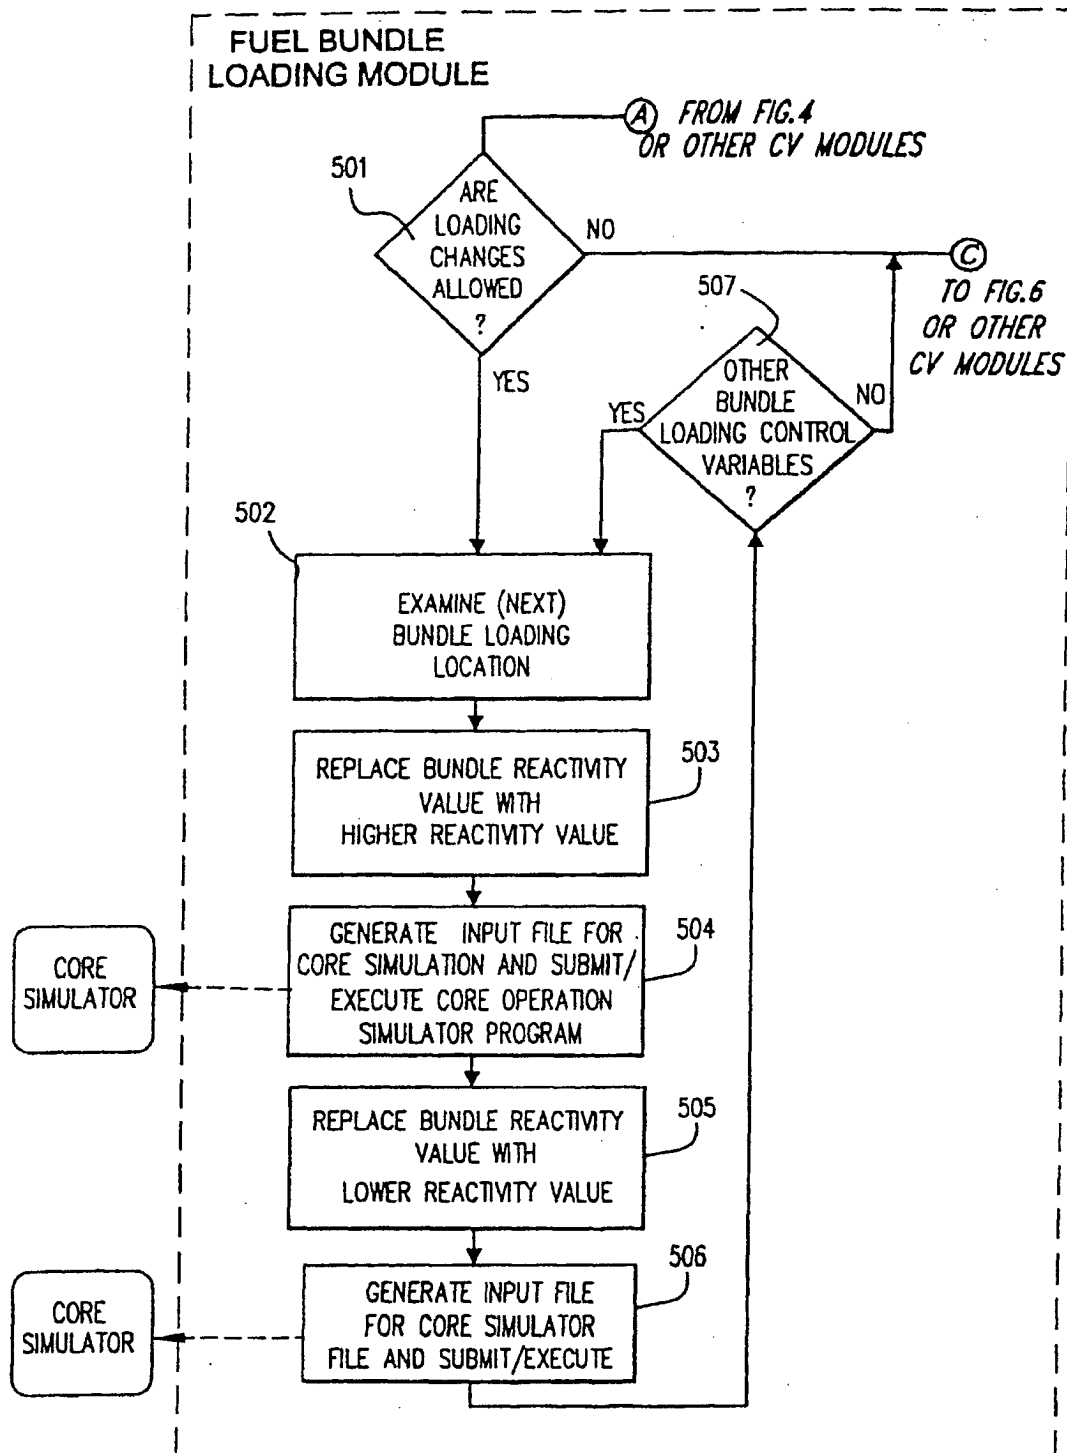 FUEL BUNDLE
LOADING MODULE
A FROM FIG.4
OR OTHER CV MODULES
501
ARE
LOADING
CHANGES
ALLOWED
?
NO
YES
C
TO FIG.6
OR OTHER
CV MODULES
507
OTHER
BUNDLE
LOADING CONTROL
VARIABLES
?
YES
NO
502
EXAMINE (NEXT)
BUNDLE LOADING
LOCATION
503
REPLACE BUNDLE REACTIVITY
VALUE WITH
HIGHER REACTIVITY VALUE
504
GENERATE INPUT FILE FOR
CORE SIMULATION AND SUBMIT/
EXECUTE CORE OPERATION
SIMULATOR PROGRAM
CORE
SIMULATOR
505
REPLACE BUNDLE REACTIVITY
VALUE WITH
LOWER REACTIVITY VALUE
506
GENERATE INPUT FILE
FOR CORE SIMULATOR
FILE AND SUBMIT/EXECUTE
CORE
SIMULATOR